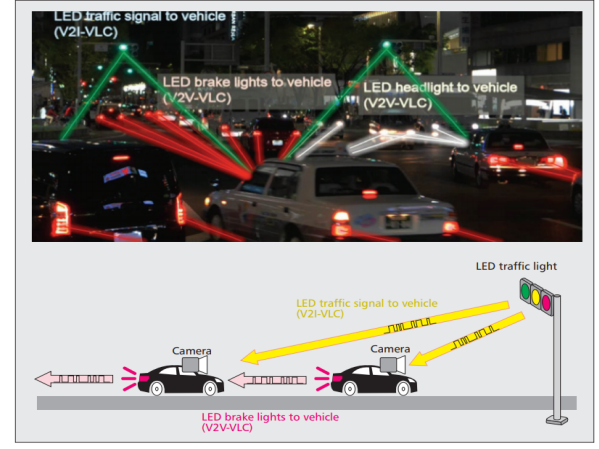 LED traffic signal to vehicle
(V2I-VLC)
LED brake lights to vehicle
(V2V-VLC)
LED headlight to vehicle
(V2V-VLC)
LED traffic light
LED traffic signal to vehicle
(V2I-VLC)
Camera
Camera
LED brake lights to vehicle
(V2V-VLC)